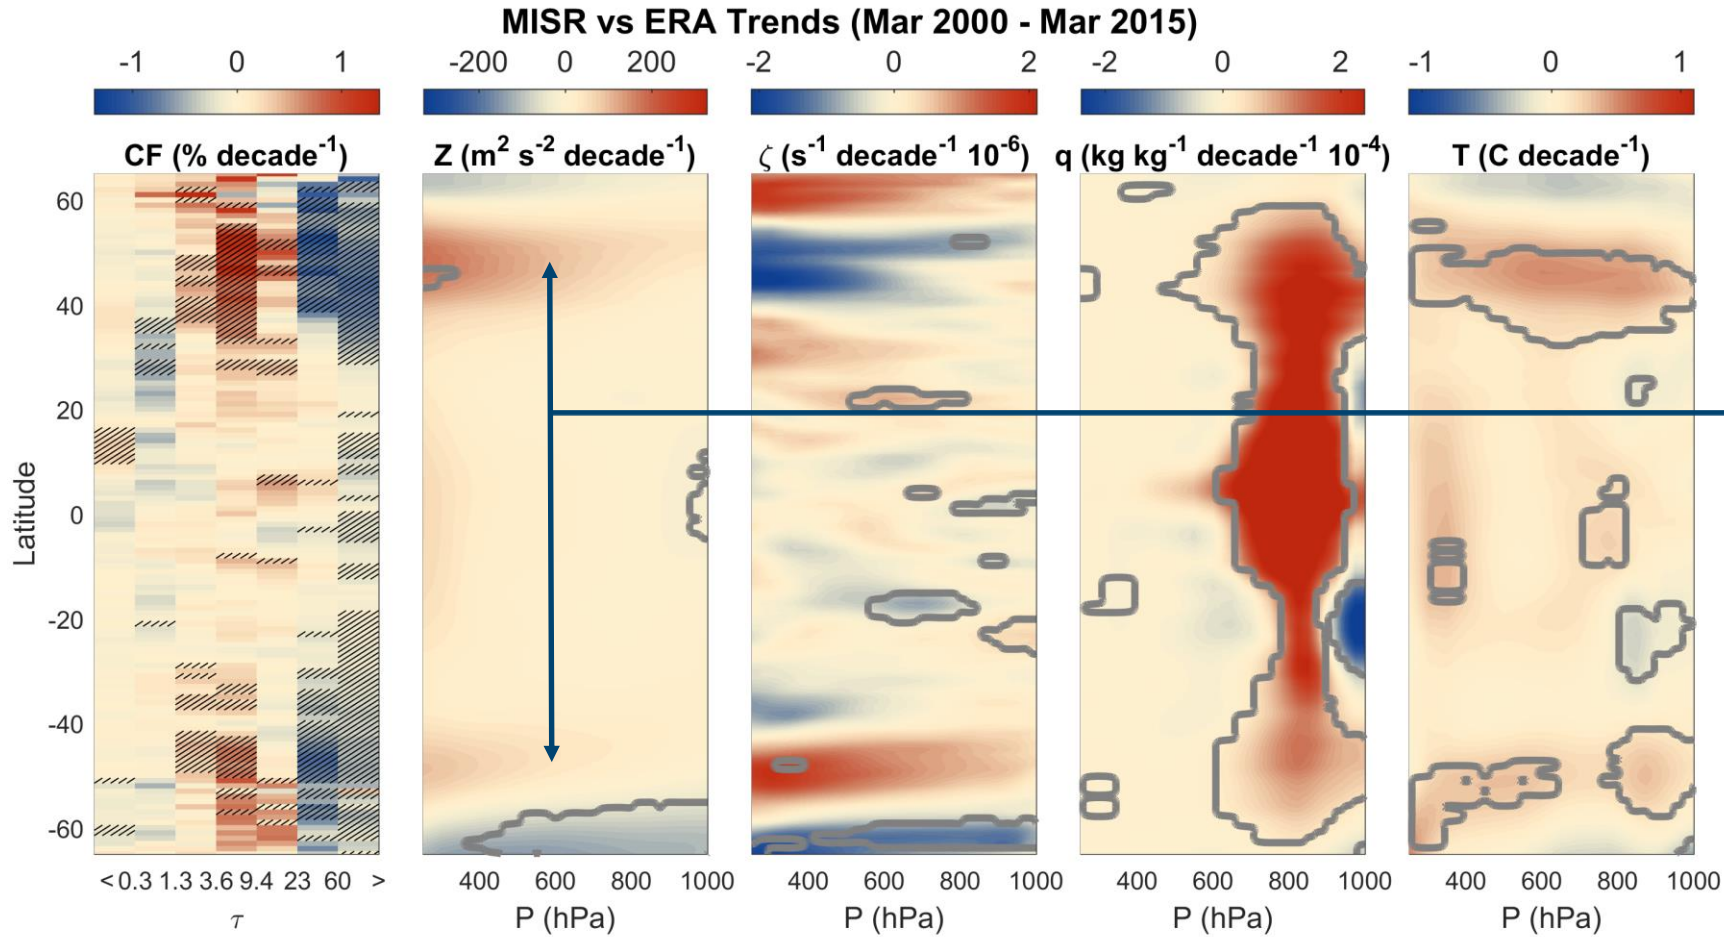 MISR vs ERA Trends (Mar 2000 - Mar 2015)
-1 0 1
-200 0 200
-2 0 2
-2 0 2
-1 0 1
CF (% decade⁻¹)
Z (m² s⁻² decade⁻¹)
ζ (s⁻¹ decade⁻¹ 10⁻⁶)
q (kg kg⁻¹ decade⁻¹ 10⁻⁴)
T (C decade⁻¹)
Latitude
60
40
20
0
-20
-40
-60
< 0.3 1.3 3.6 9.4 23 60 >
400 600 800 1000
400 600 800 1000
400 600 800 1000
400 600 800 1000
τ
P (hPa)
P (hPa)
P (hPa)
P (hPa)